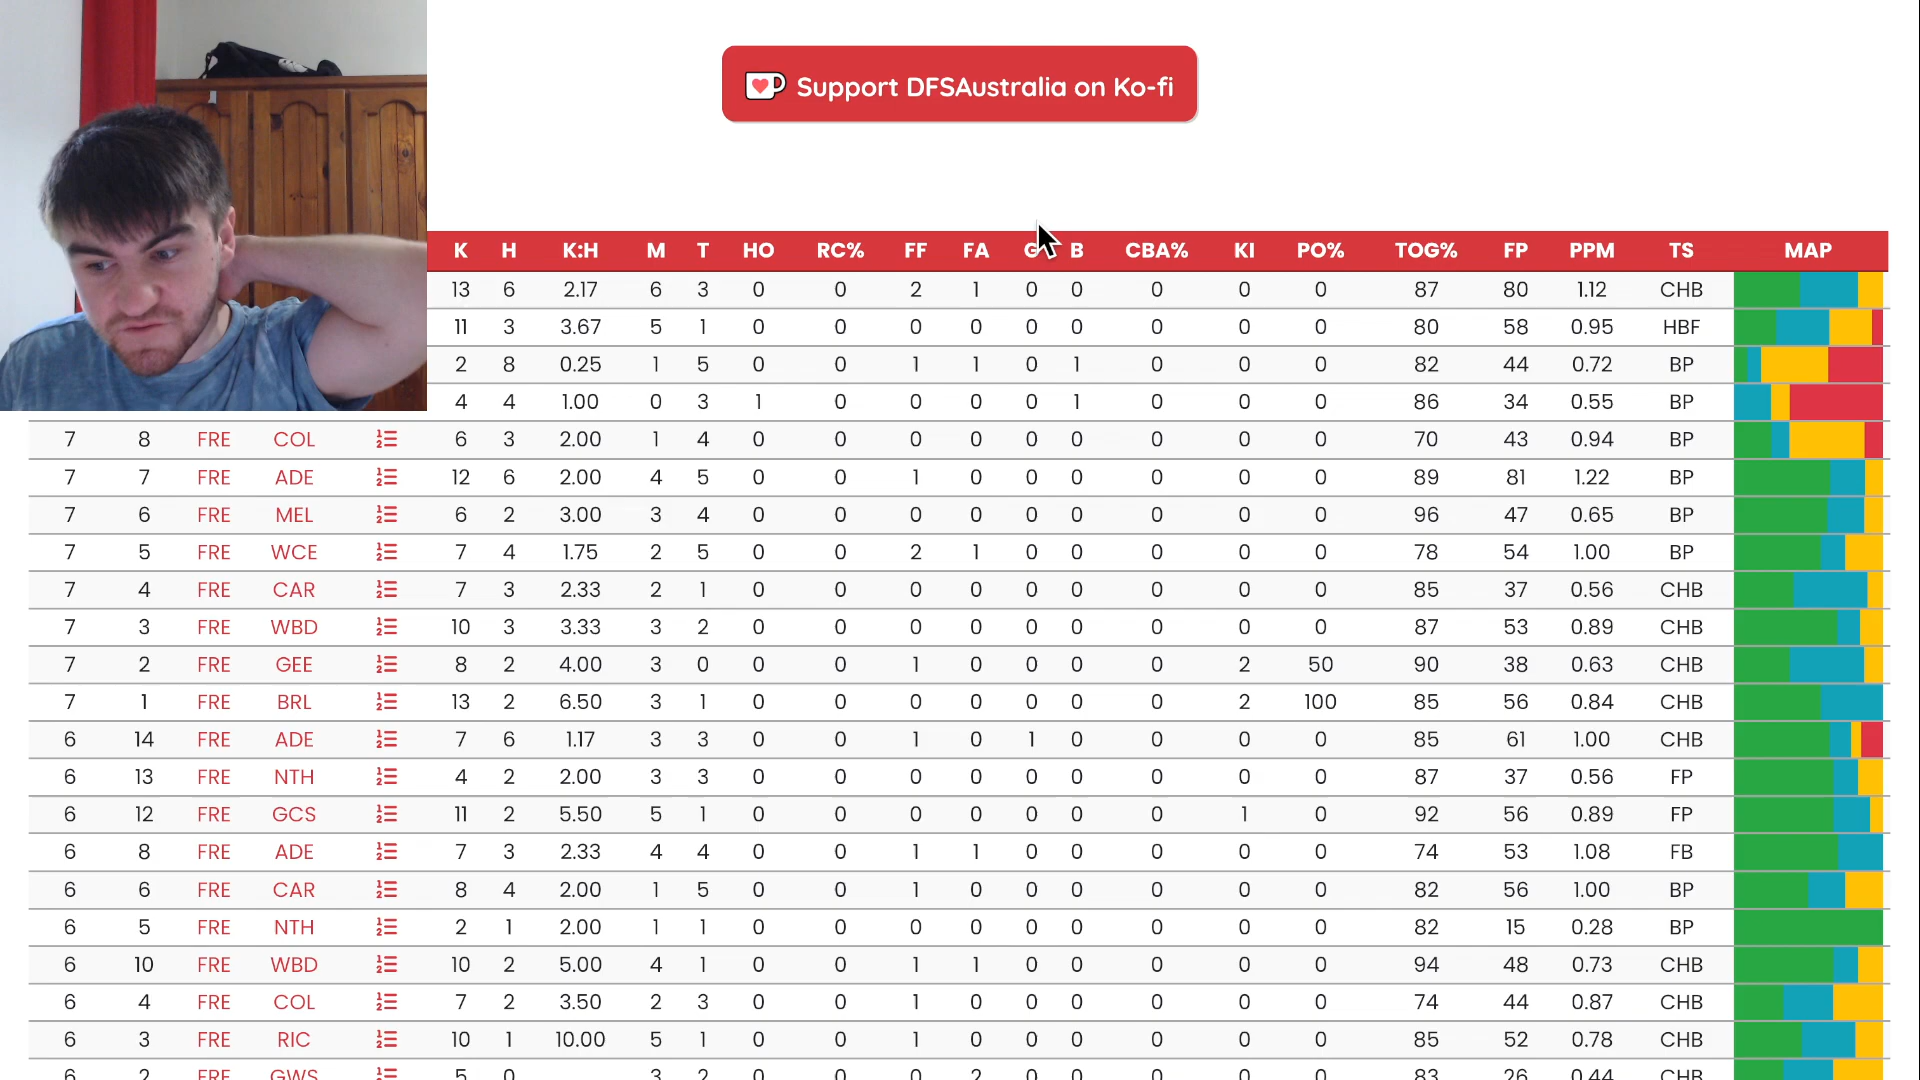 Support DFSAustralia on Ko-fi
K H K:H M T HO RC% FF FA G B CBA% KI PO% TOG% FP PPM TS MAP
13 6 2.17 6 3 0 0 2 1 0 0 0 0 0 87 80 1.12 CHB
11 3 3.67 5 1 0 0 0 0 0 0 0 0 0 80 58 0.95 HBF
2 8 0.25 1 5 0 0 1 1 0 1 0 0 0 82 44 0.72 BP
4 4 1.00 0 3 1 0 0 0 0 1 0 0 0 86 34 0.55 BP
7 8 FRE COL 6 3 2.00 1 4 0 0 0 0 0 0 0 0 0 70 43 0.94 BP
7 7 FRE ADE 12 6 2.00 4 5 0 0 1 0 0 0 0 0 0 89 81 1.22 BP
7 6 FRE MEL 6 2 3.00 3 4 0 0 0 0 0 0 0 0 0 96 47 0.65 BP
7 5 FRE WCE 7 4 1.75 2 5 0 0 2 1 0 0 0 0 0 78 54 1.00 BP
7 4 FRE CAR 7 3 2.33 2 1 0 0 0 0 0 0 0 0 0 85 37 0.56 CHB
7 3 FRE WBD 10 3 3.33 3 2 0 0 0 0 0 0 0 0 0 87 53 0.89 CHB
7 2 FRE GEE 8 2 4.00 3 0 0 0 1 0 0 0 0 2 50 90 38 0.63 CHB
7 1 FRE BRL 13 2 6.50 3 1 0 0 0 0 0 0 0 2 100 85 56 0.84 CHB
6 14 FRE ADE 7 6 1.17 3 3 0 0 1 0 1 0 0 0 0 85 61 1.00 CHB
6 13 FRE NTH 4 2 2.00 3 3 0 0 0 0 0 0 0 0 0 87 37 0.56 FP
6 12 FRE GCS 11 2 5.50 5 1 0 0 0 0 0 0 0 1 0 92 56 0.89 FP
6 8 FRE ADE 7 3 2.33 4 4 0 0 1 1 0 0 0 0 0 74 53 1.08 FB
6 6 FRE CAR 8 4 2.00 1 5 0 0 1 0 0 0 0 0 0 82 56 1.00 BP
6 5 FRE NTH 2 1 2.00 1 1 0 0 0 0 0 0 0 0 0 82 15 0.28 BP
6 10 FRE WBD 10 2 5.00 4 1 0 0 1 1 0 0 0 0 0 94 48 0.73 CHB
6 4 FRE COL 7 2 3.50 2 3 0 0 1 0 0 0 0 0 0 74 44 0.87 CHB
6 3 FRE RIC 10 1 10.00 5 1 0 0 1 0 0 0 0 0 0 85 52 0.78 CHB
6 2 FRE GWS 5 0 3 2 0 0 0 2 0 0 0 0 0 83 26 0.44 CHB